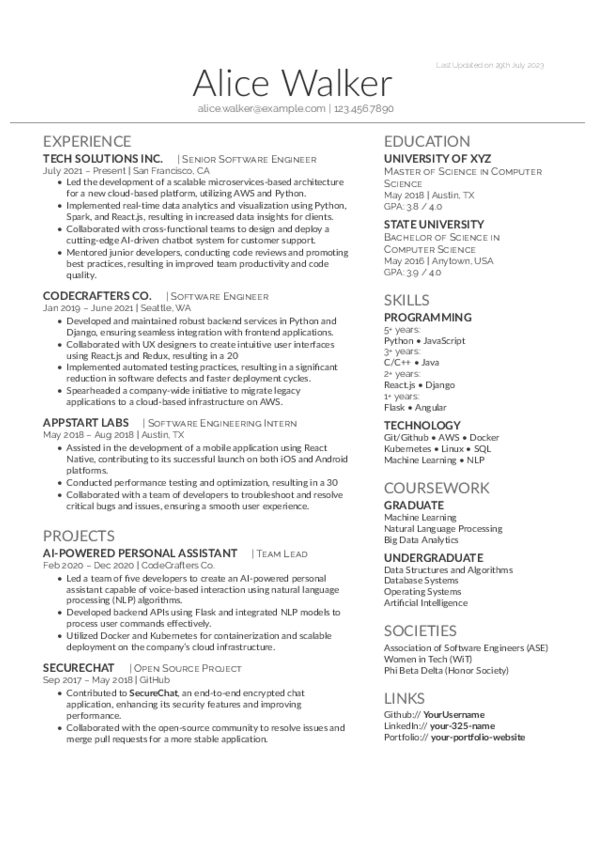 Last Updated on 29th July 2023
Alice Walker
alice.walker@example.com | 123.456.7890
EXPERIENCE
TECH SOLUTIONS INC. | Senior Software Engineer
July 2021 – Present | San Francisco, CA
• Led the development of a scalable microservices-based architecture
for a new cloud-based platform, utilizing AWS and Python.
• Implemented real-time data analytics and visualization using Python,
Spark, and React.js, resulting in increased data insights for clients.
• Collaborated with cross-functional teams to design and deploy a
cutting-edge AI-driven chatbot system for customer support.
• Mentored junior developers, conducting code reviews and promoting
best practices, resulting in improved team productivity and code
quality.
CODECRAFTERS CO. | Software Engineer
Jan 2019 – June 2021 | Seattle, WA
• Developed and maintained robust backend services in Python and
Django, ensuring seamless integration with frontend applications.
• Collaborated with UX designers to create intuitive user interfaces
using React.js and Redux, resulting in a 20
• Implemented automated testing practices, resulting in a significant
reduction in software defects and faster deployment cycles.
• Spearheaded a company-wide initiative to migrate legacy
applications to a cloud-based infrastructure on AWS.
APPSTART LABS | Software Engineering Intern
May 2018 – Aug 2018 | Austin, TX
• Assisted in the development of a mobile application using React
Native, contributing to its successful launch on both iOS and Android
platforms.
• Conducted performance testing and optimization, resulting in a 30
• Collaborated with a team of developers to troubleshoot and resolve
critical bugs and issues, ensuring a smooth user experience.
PROJECTS
AI-POWERED PERSONAL ASSISTANT | Team Lead
Feb 2020 – Dec 2020 | CodeCrafters Co.
• Led a team of five developers to create an AI-powered personal
assistant capable of voice-based interaction using natural language
processing (NLP) algorithms.
• Developed backend APIs using Flask and integrated NLP models to
process user commands effectively.
• Utilized Docker and Kubernetes for containerization and scalable
deployment on the company's cloud infrastructure.
SECURECHAT | Open Source Project
Sep 2017 – May 2018 | GitHub
• Contributed to SecureChat, an end-to-end encrypted chat
application, enhancing its security features and improving
performance.
• Collaborated with the open-source community to resolve issues and
merge pull requests for a more stable application.
EDUCATION
UNIVERSITY OF XYZ
Master of Science in Computer
Science
May 2018 | Austin, TX
GPA: 3.8 / 4.0
STATE UNIVERSITY
Bachelor of Science in
Computer Science
May 2016 | Anytown, USA
GPA: 3.9 / 4.0
SKILLS
PROGRAMMING
5+ years:
Python • JavaScript
3+ years:
C/C++ • Java
2+ years:
React.js • Django
1+ years:
Flask • Angular
TECHNOLOGY
Git/Github • AWS • Docker
Kubernetes • Linux • SQL
Machine Learning • NLP
COURSEWORK
GRADUATE
Machine Learning
Natural Language Processing
Big Data Analytics
UNDERGRADUATE
Data Structures and Algorithms
Database Systems
Operating Systems
Artificial Intelligence
SOCIETIES
Association of Software Engineers (ASE)
Women in Tech (WiT)
Phi Beta Delta (Honor Society)
LINKS
Github:// YourUsername
LinkedIn:// your-325-name
Portfolio:// your-portfolio-website